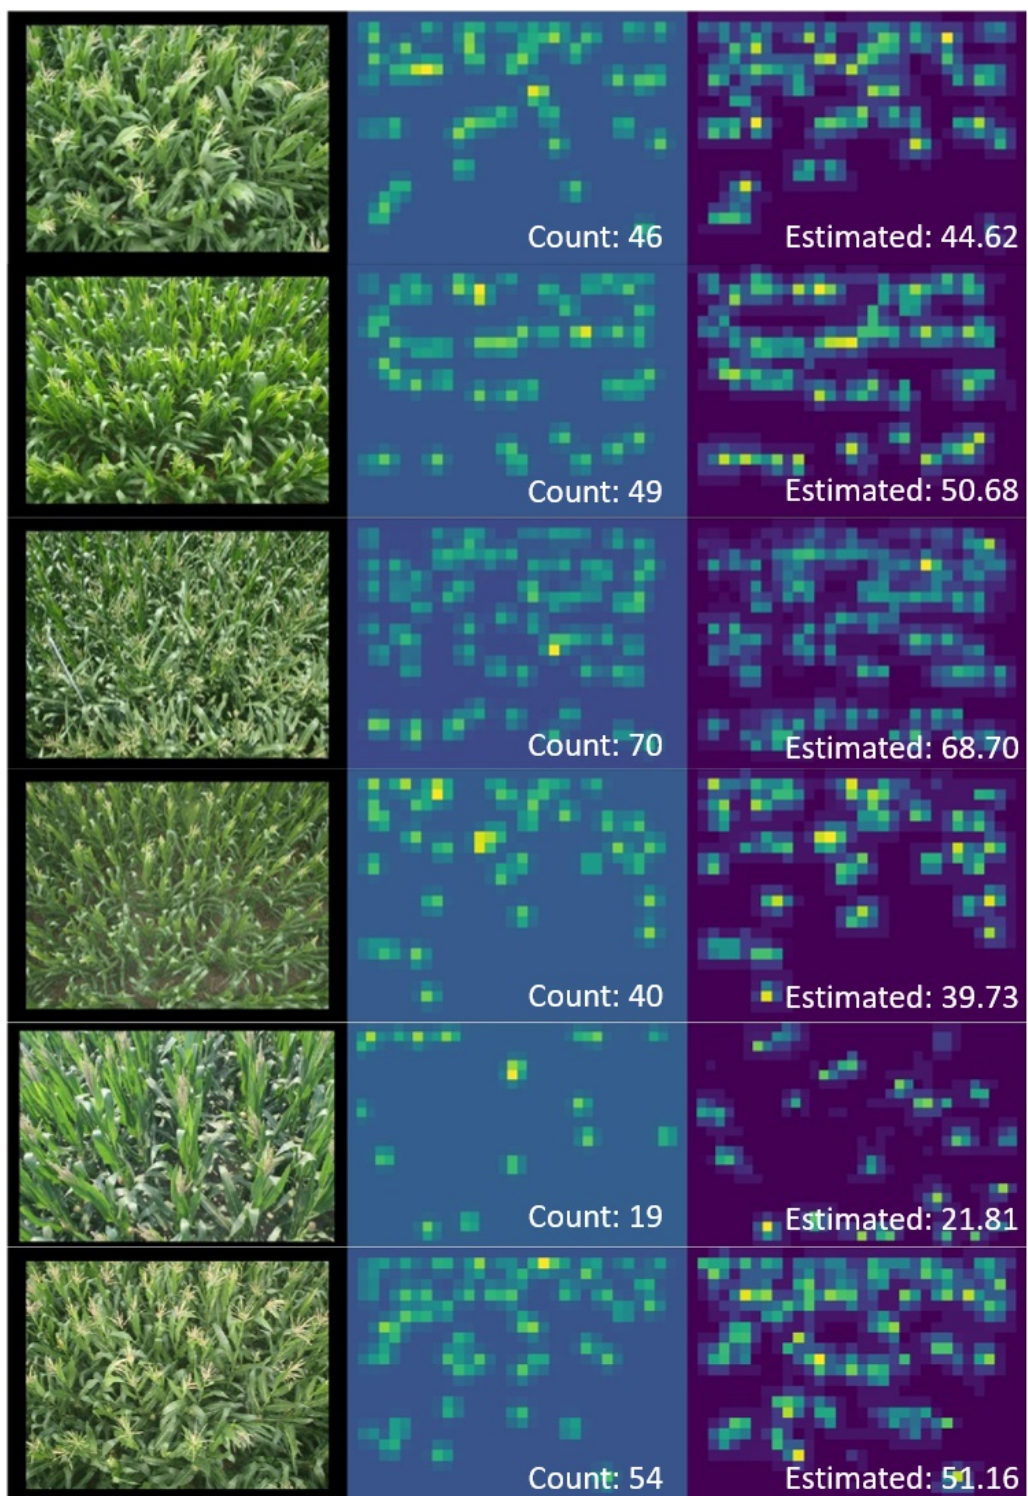 Count: 46
Estimated: 44.62
Count: 49
Estimated: 50.68
Count: 70
Estimated: 68.70
Count: 40
Estimated: 39.73
Count: 19
Estimated: 21.81
Count: 54
Estimated: 51.16